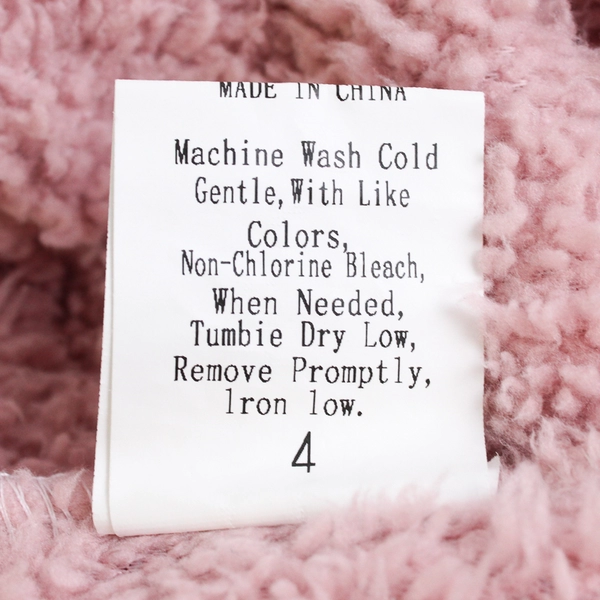 MADE IN CHINA
Machine Wash Cold
Gentle,With Like
Colors,
Non-Chlorine Bleach,
When Needed,
Tumbie Dry Low,
Remove Promptly,
lron low.
4